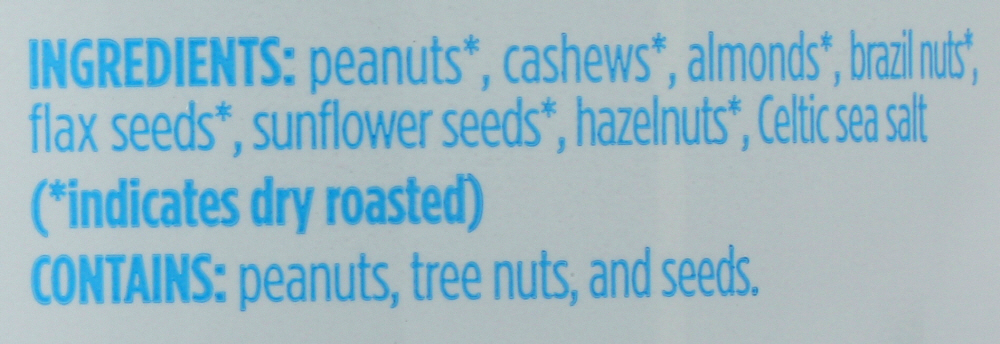 INGREDIENTS: peanuts*, cashews*, almonds*, brazil nuts*,
flax seeds*, sunflower seeds*, hazelnuts*, Celtic sea salt
(*indicates dry roasted)
CONTAINS: peanuts, tree nuts, and seeds.